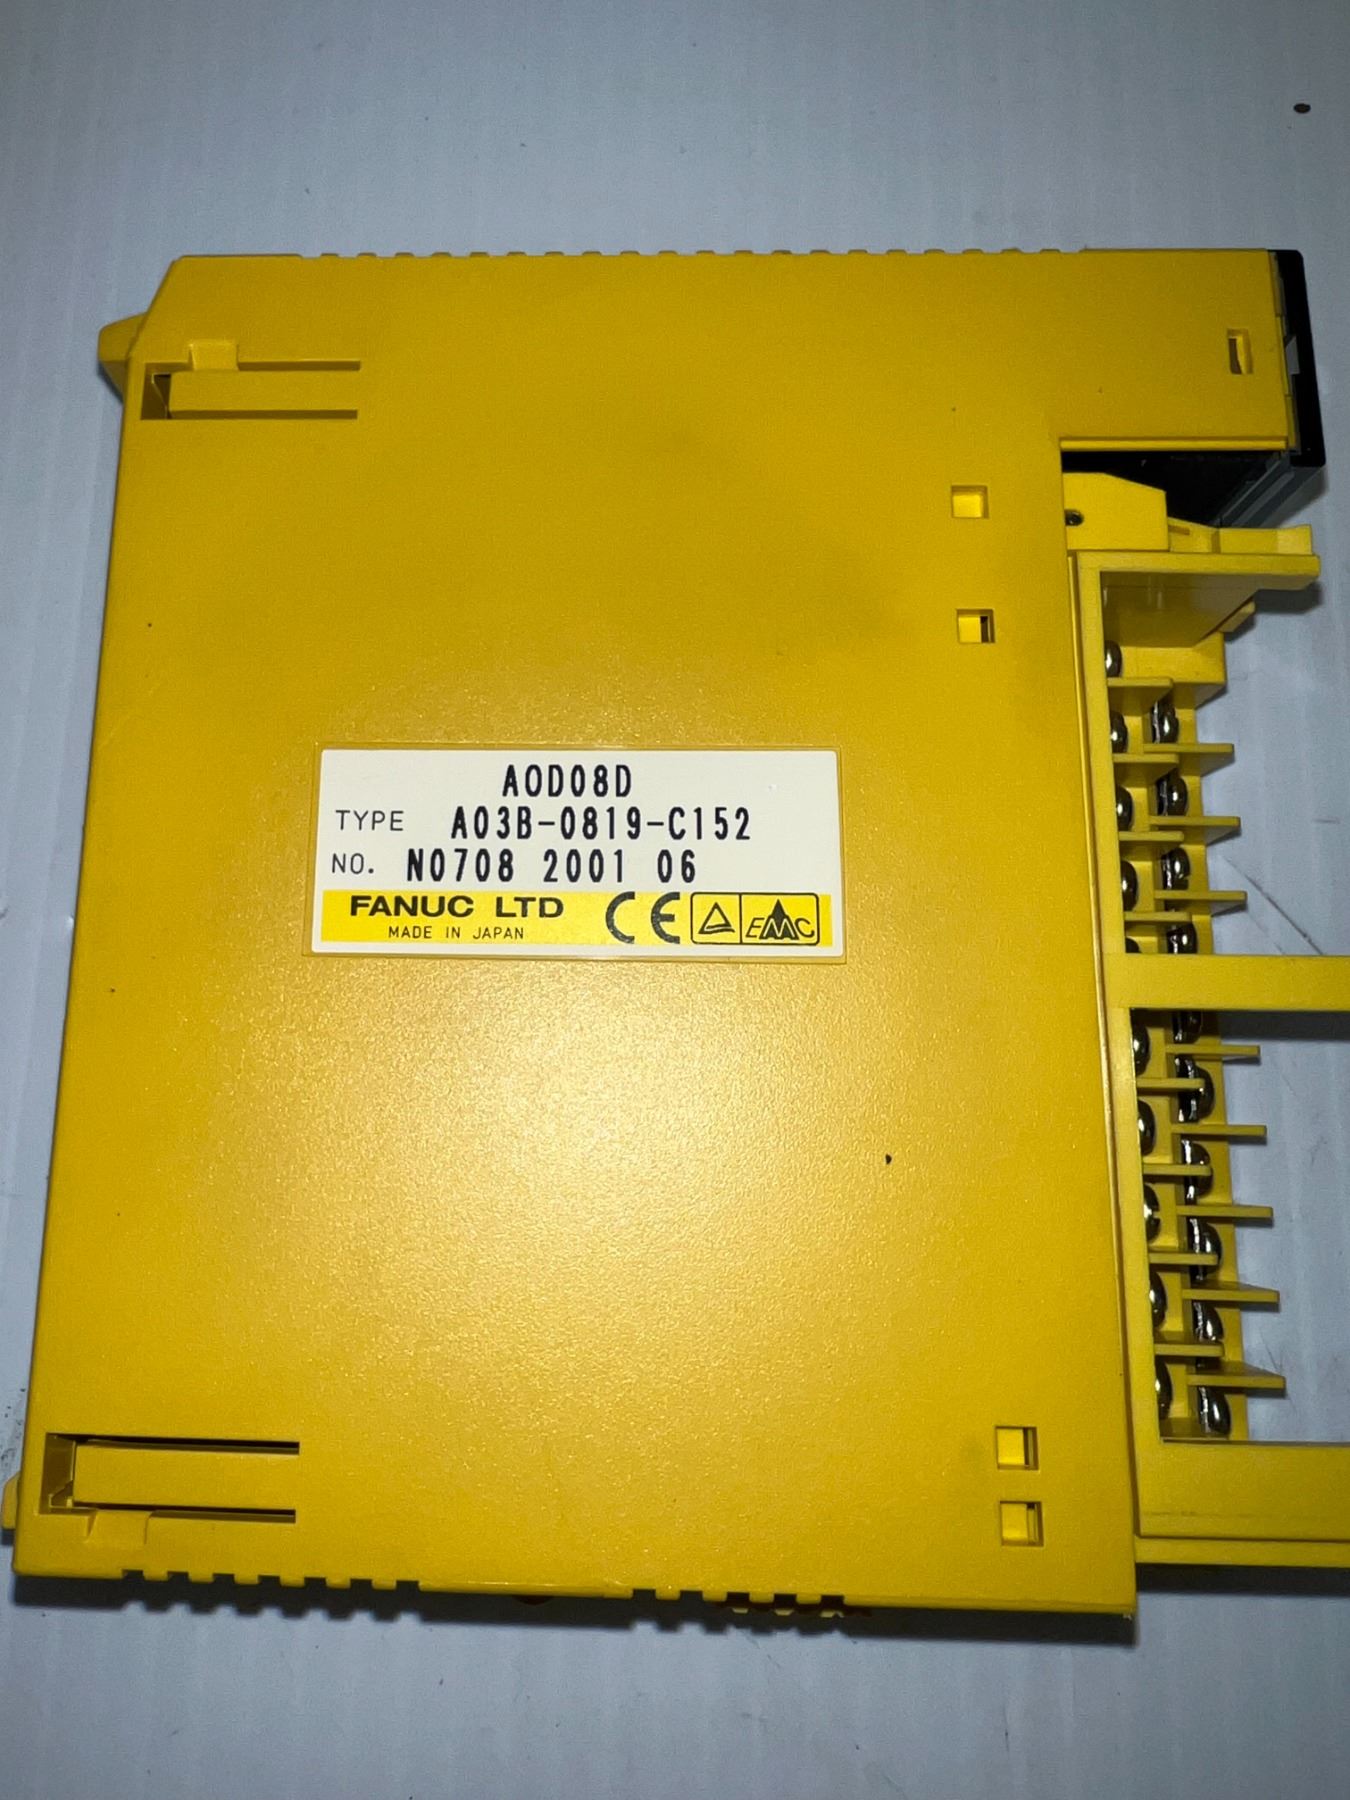 AOD08D
TYPE A03B-0819-C152
NO. N0708 2001 06
FANUC LTD CE EMC
MADE IN JAPAN